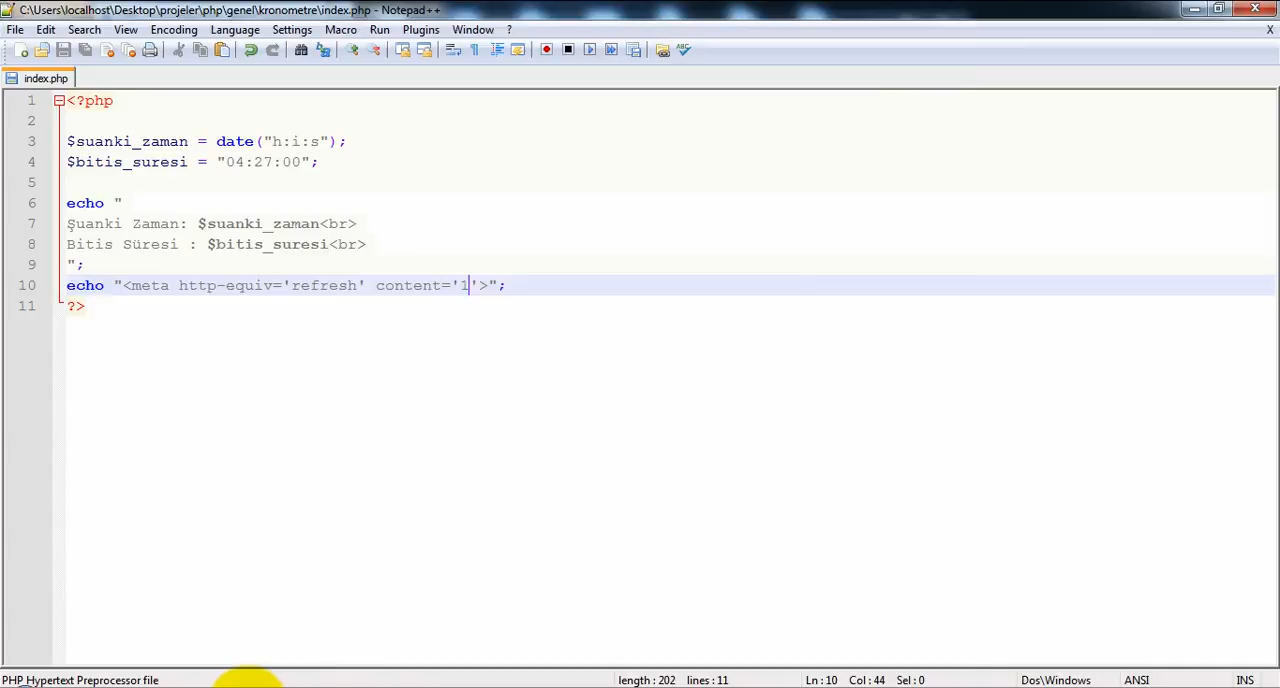 C:\Users\localhost\Desktop\projeler\php\genel\kronometre\index.php - Notepad++
File Edit Search View Encoding Language Settings Macro Run Plugins Window ? X
index.php
1 <?php
2
3 $suanki_zaman = date("h:i:s");
4 $bitis_suresi = "04:27:00";
5
6 echo "
7 Şuanki Zaman: $suanki_zaman<br>
8 Bitis Süresi : $bitis_suresi<br>
9 ";
10 echo "<meta http-equiv='refresh' content='1'>";
11 ?>
PHP Hypertext Preprocessor file length : 202 lines : 11 Ln : 10 Col : 44 Sel : 0 Dos\Windows ANSI INS